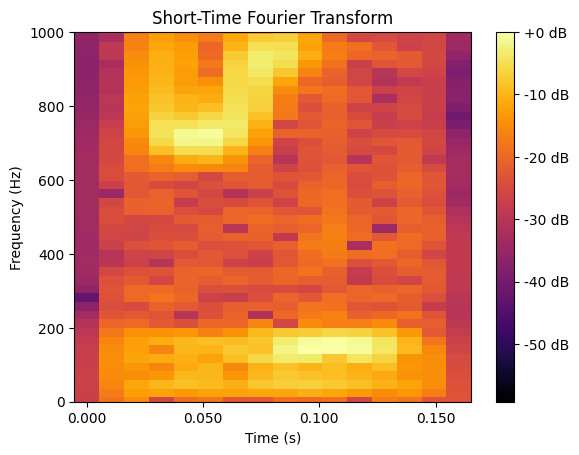 Short-Time Fourier Transform
1000
800
600
400
200
0
Frequency (Hz)
0.000
0.050
0.100
0.150
Time (s)
+0 dB
-10 dB
-20 dB
-30 dB
-40 dB
-50 dB